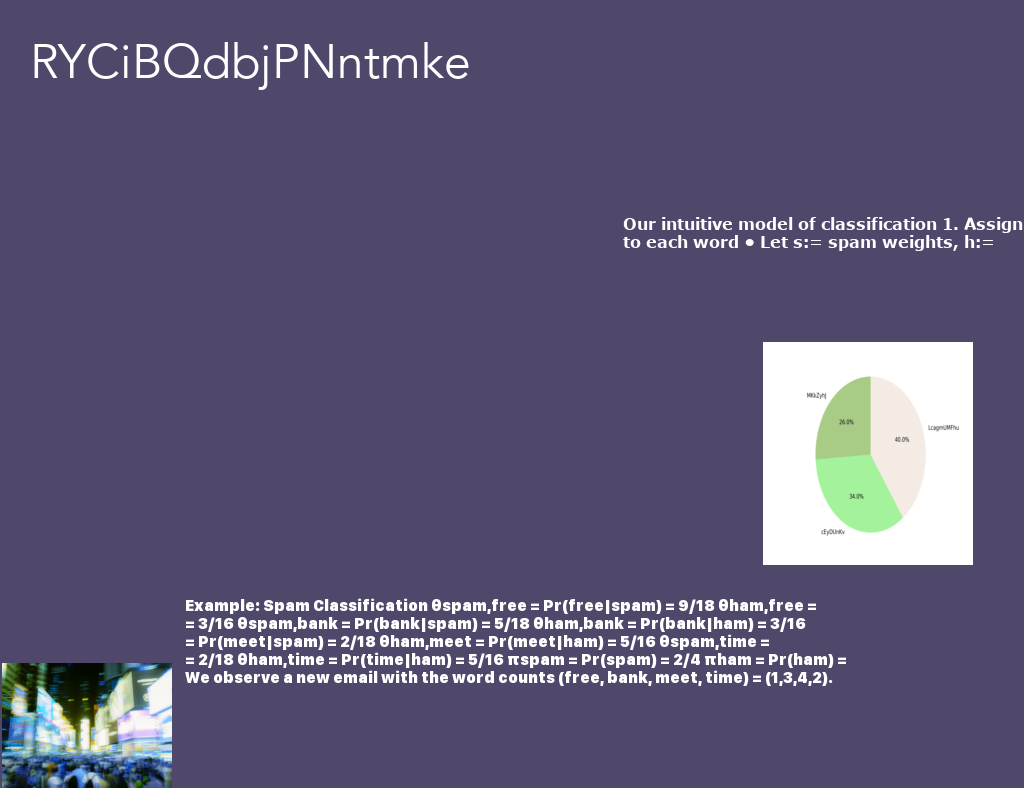 RYCiBQdbjPNntmke
Our intuitive model of classification 1. Assign
to each word • Let s:= spam weights, h:=
MKkZyhJ
26.0%
40.0%
LcagmUMFhu
34.0%
cEyDUnKv
Example: Spam Classification θspam,free = Pr(free|spam) = 9/18 θham,free =
= 3/16 θspam,bank = Pr(bank|spam) = 5/18 θham,bank = Pr(bank|ham) = 3/16
= Pr(meet|spam) = 2/18 θham,meet = Pr(meet|ham) = 5/16 θspam,time =
= 2/18 θham,time = Pr(time|ham) = 5/16 πspam = Pr(spam) = 2/4 πham = Pr(ham) =
We observe a new email with the word counts (free, bank, meet, time) = (1,3,4,2).